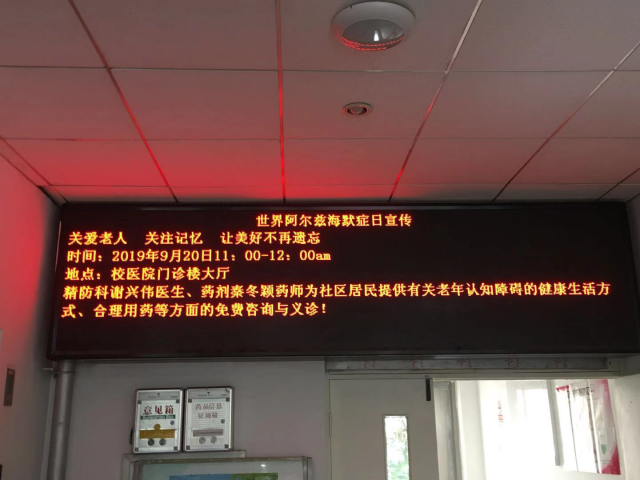 世界阿尔兹海默症日宣传
关爱老人 关注记忆 让美好不再遗忘
时间：2019年9月20日11：00-12：00am
地点：校医院门诊楼大厅
精防科谢兴伟医生、药剂秦冬颖药师为社区居民提供有关老年认知障碍的健康生活方
式、合理用药等方面的免费咨询与义诊！
意见箱
药品信息